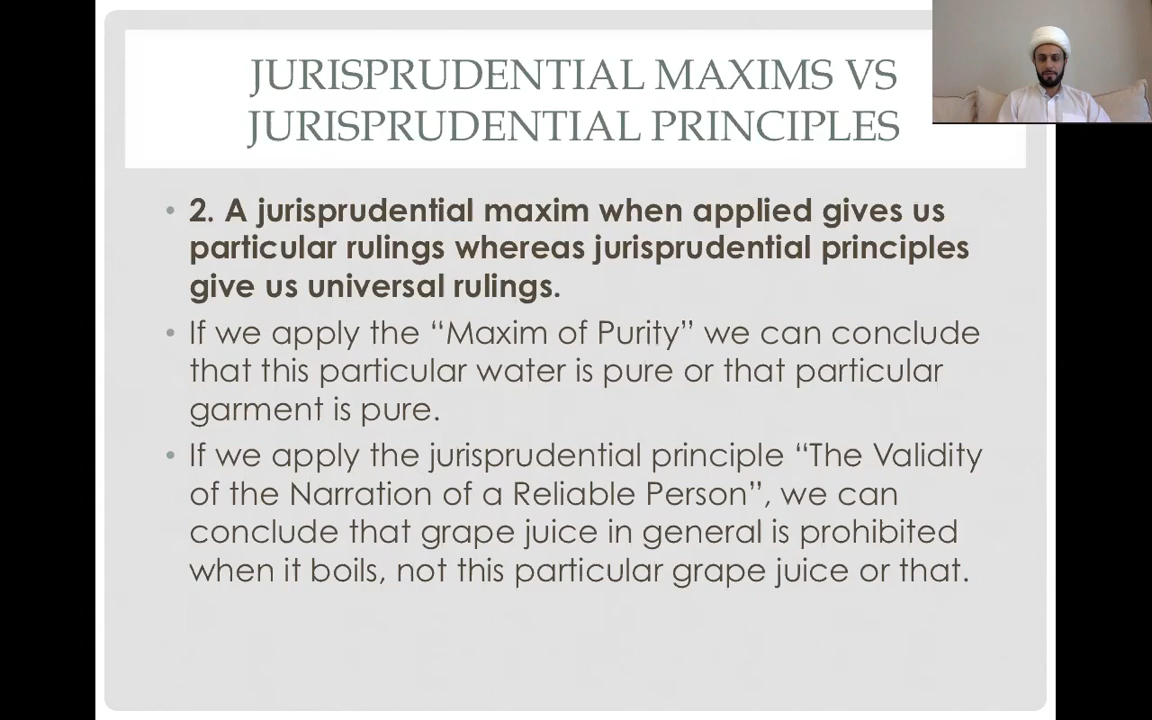 JURISPRUDENTIAL MAXIMS VS
JURISPRUDENTIAL PRINCIPLES
• 2. A jurisprudential maxim when applied gives us
particular rulings whereas jurisprudential principles
give us universal rulings.
• If we apply the “Maxim of Purity” we can conclude
that this particular water is pure or that particular
garment is pure.
• If we apply the jurisprudential principle “The Validity
of the Narration of a Reliable Person”, we can
conclude that grape juice in general is prohibited
when it boils, not this particular grape juice or that.